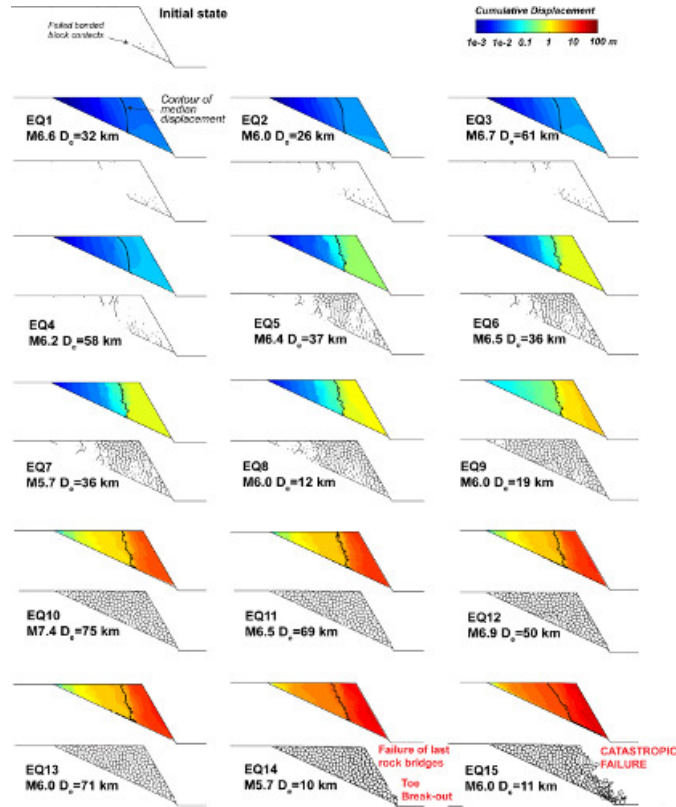 Initial state
Cumulative Displacement
1e-3 1e-2 0.1 1 10 100 m
Failed bonded
block contacts
Contour of
median
displacement
EQ1
M6.6 Dₑ=32 km
EQ2
M6.0 Dₑ=26 km
EQ3
M6.7 Dₑ=61 km
EQ4
M6.2 Dₑ=58 km
EQ5
M6.4 Dₑ=37 km
EQ6
M6.5 Dₑ=36 km
EQ7
M5.7 Dₑ=36 km
EQ8
M6.0 Dₑ=12 km
EQ9
M6.0 Dₑ=19 km
EQ10
M7.4 Dₑ=75 km
EQ11
M6.5 Dₑ=69 km
EQ12
M6.9 Dₑ=50 km
EQ13
M6.0 Dₑ=71 km
EQ14
M5.7 Dₑ=10 km
Failure of last
rock bridges
Toe
Break-out
EQ15
M6.0 Dₑ=11 km
CATASTROPIC
FAILURE